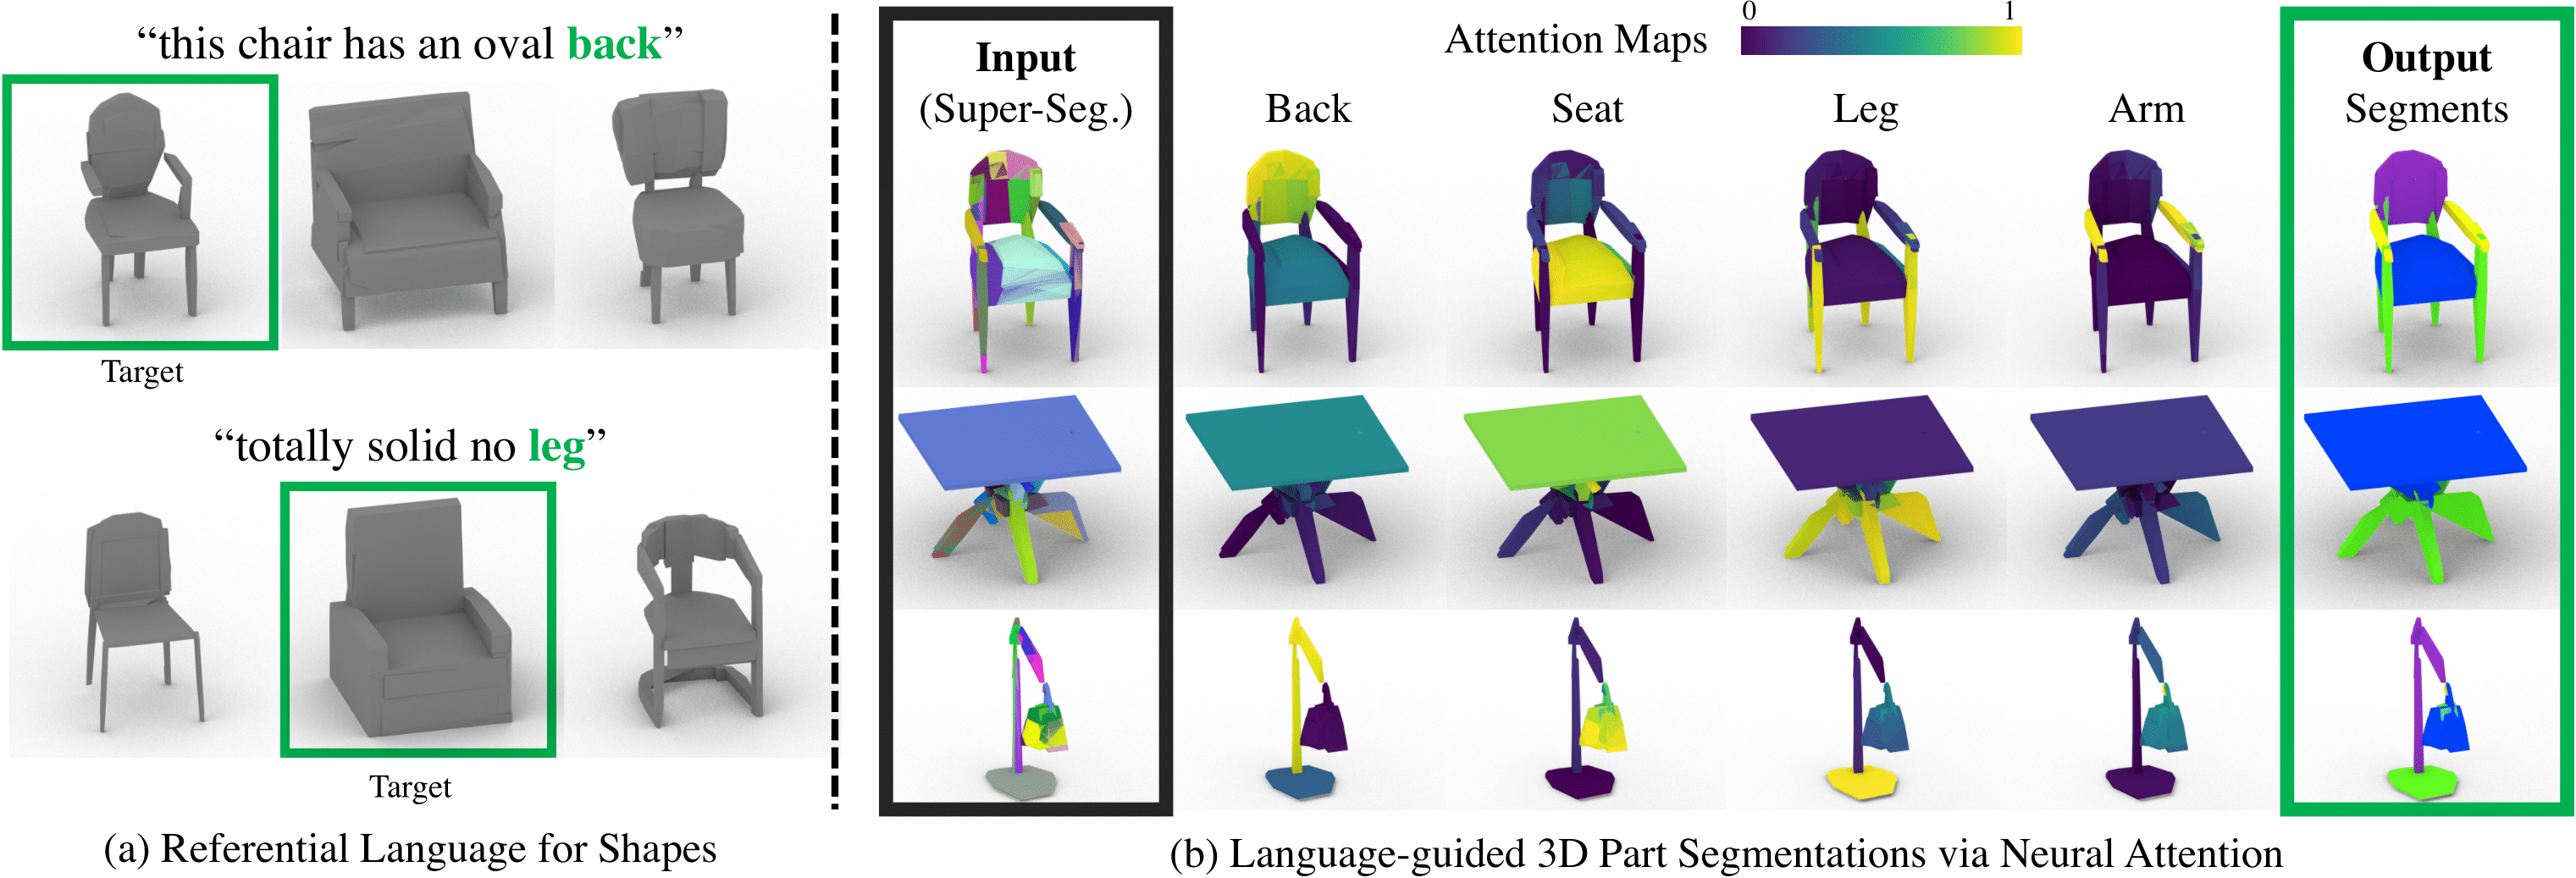 “this chair has an oval back”
Target
“totally solid no leg”
Target
(a) Referential Language for Shapes
Attention Maps
0
1
Input
(Super-Seg.)
Back
Seat
Leg
Arm
Output
Segments
(b) Language-guided 3D Part Segmentations via Neural Attention